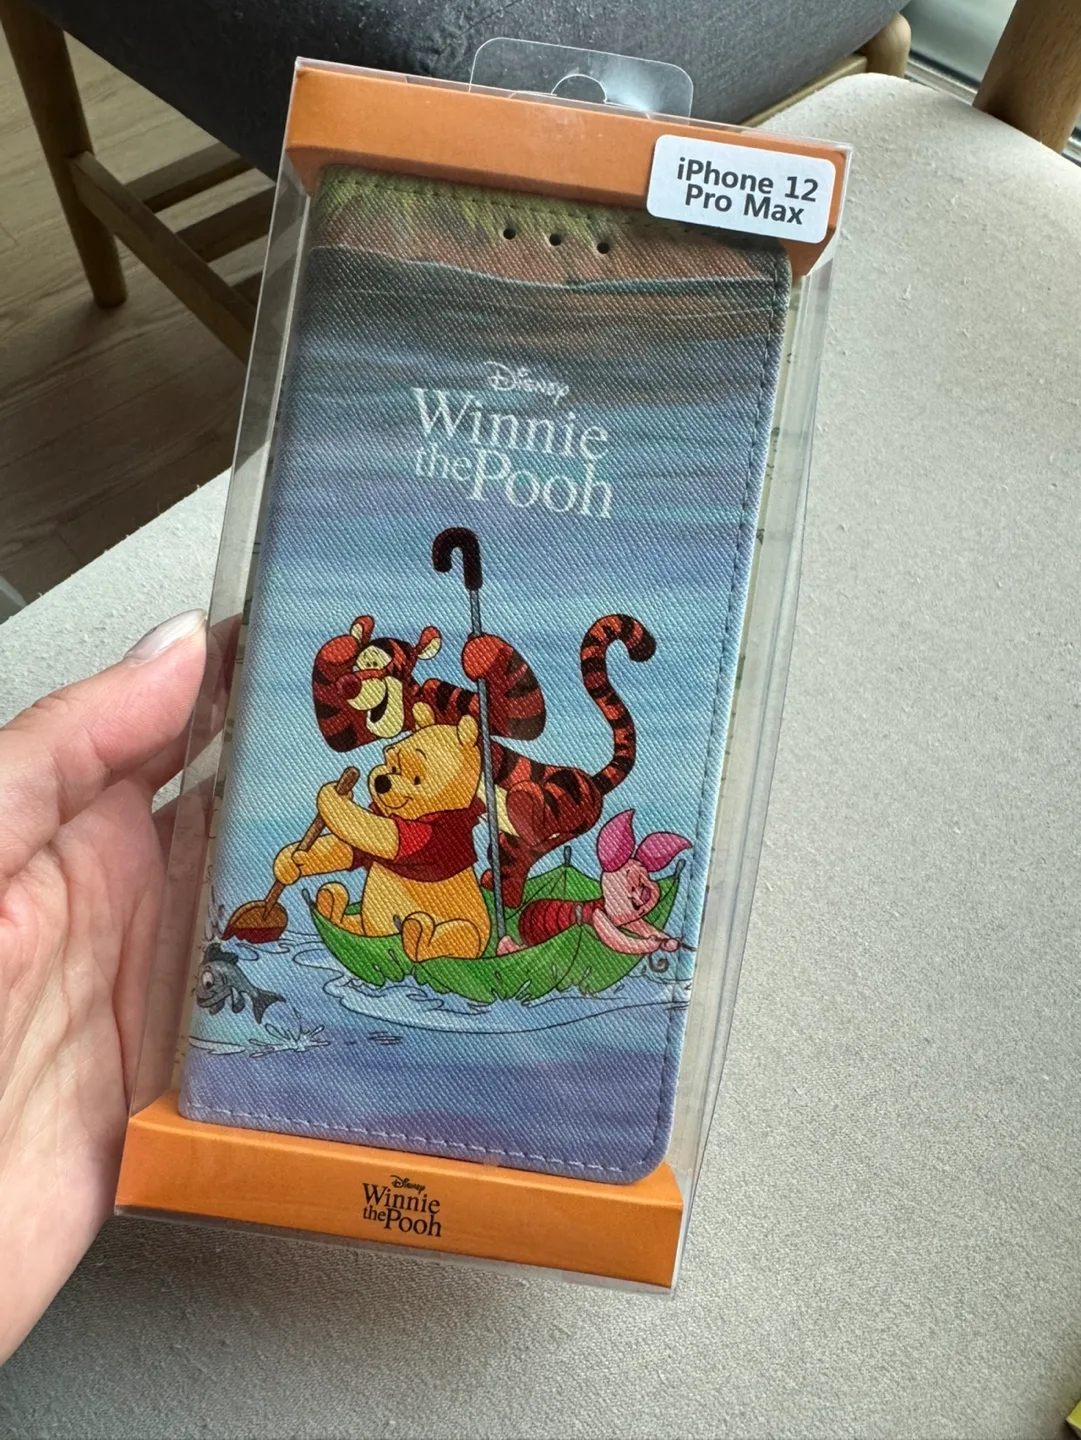 iPhone 12
Pro Max
Disney
Winnie
the Pooh
Disney
Winnie
the Pooh